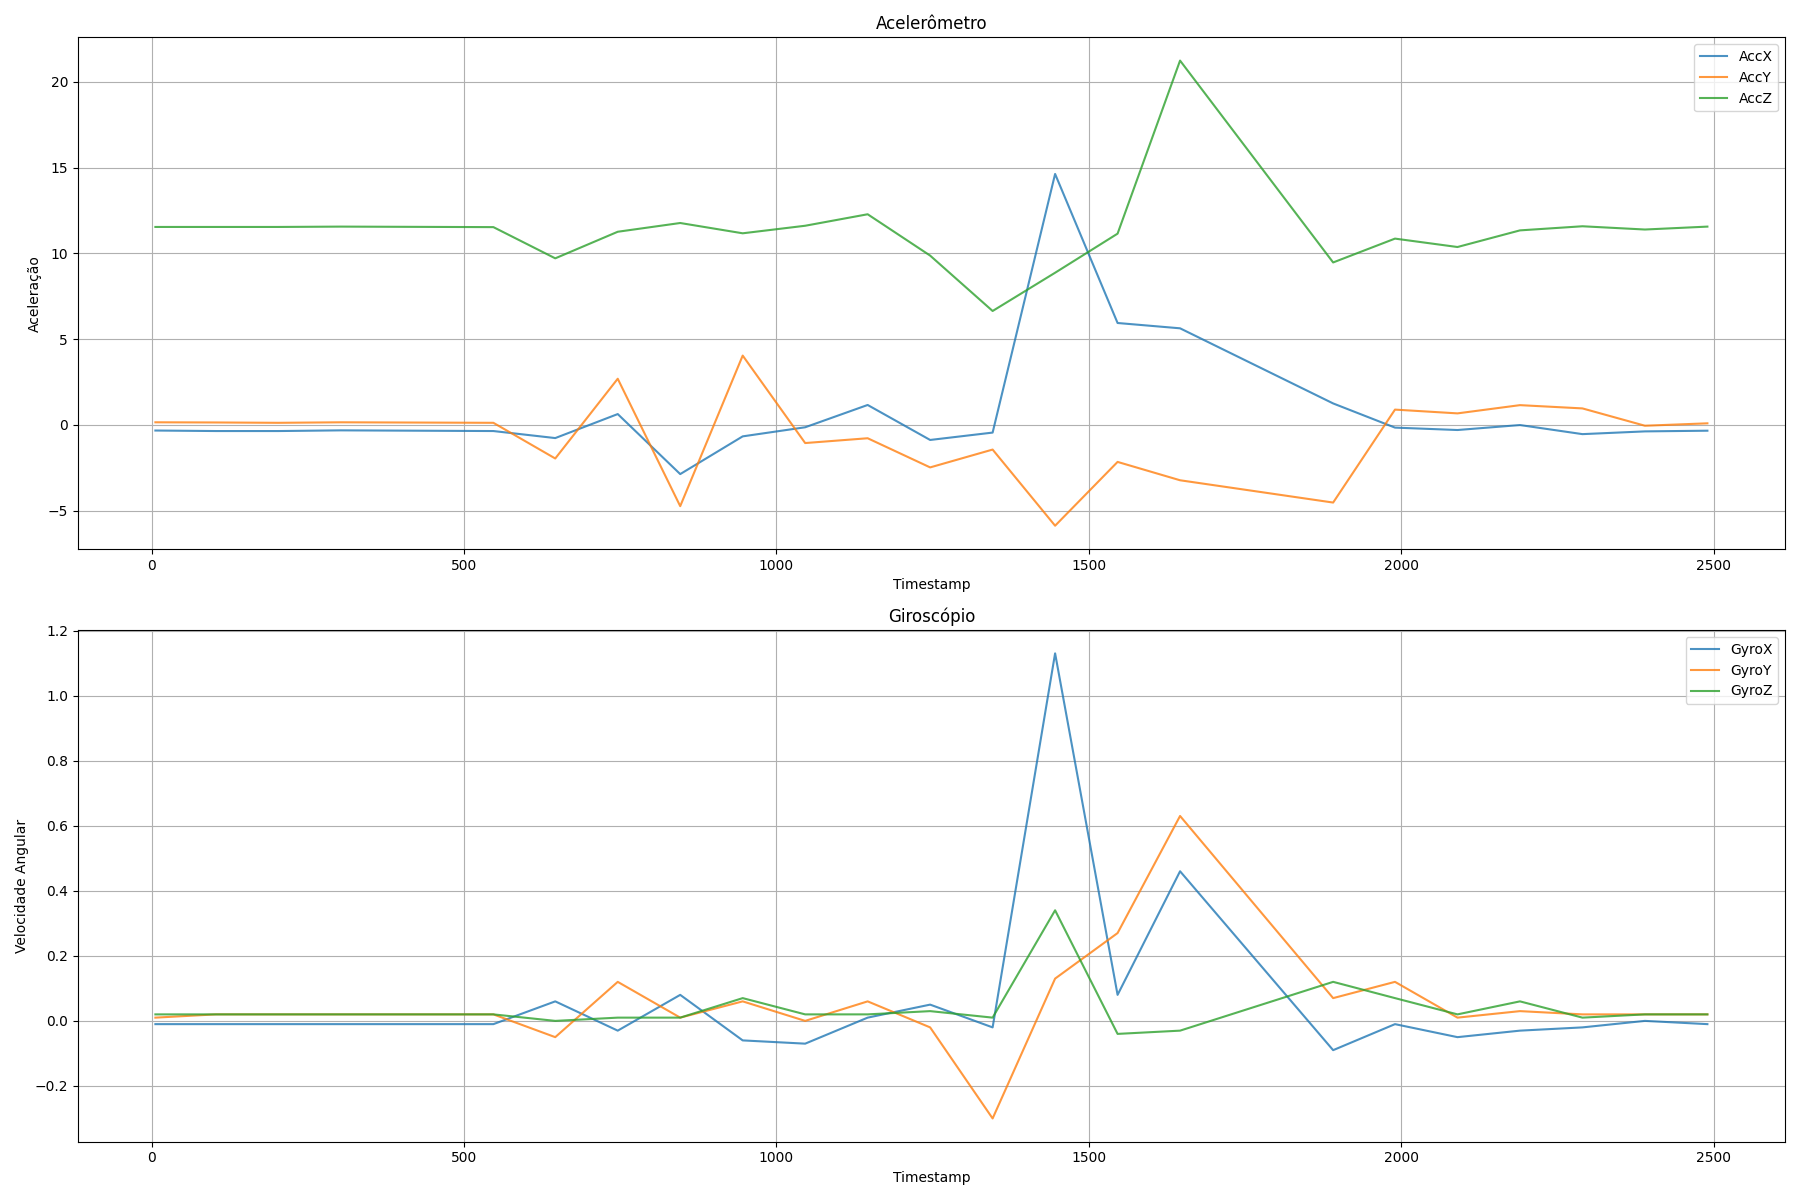 Acelerômetro
AccX
AccY
AccZ
20
15
10
5
0
−5
Aceleração
0
500
1000
1500
2000
2500
Timestamp
Giroscópio
GyroX
GyroY
GyroZ
1.2
1.0
0.8
0.6
0.4
0.2
0.0
−0.2
Velocidade Angular
0
500
1000
1500
2000
2500
Timestamp